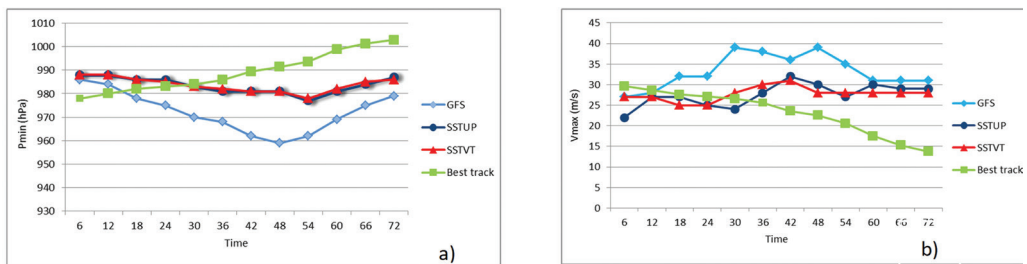 1010
1000
990
980
970
960
950
940
930
Pmin (hPa)
6 12 18 24 30 36 42 48 54 60 66 72
Time
GFS
SSTUP
SSTVT
Best track
a)
45
40
35
30
25
20
15
10
5
0
Vmax (m/s)
6 12 18 24 30 36 42 48 54 60 66 72
Time
GFS
SSTUP
SSTVT
Best track
b)